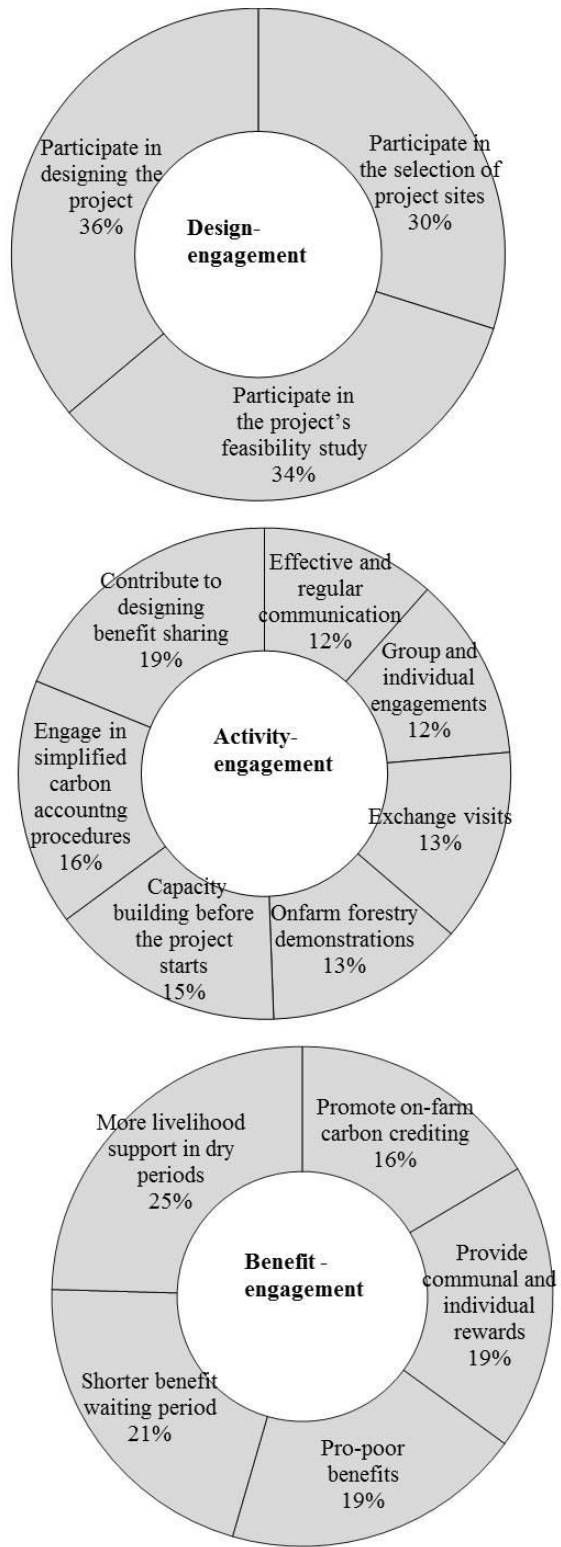 Participate in
designing the
project
36%
Participate in
the selection of
project sites
30%
Design-
engagement
Participate in
the project's
feasibility study
34%
Contribute to
designing
benefit sharing
19%
Effective and
regular
communication
12%
Group and
individual
engagements
12%
Engage in
simplified
carbon
accountng
procedures
16%
Activity-
engagement
Exchange visits
13%
Capacity
building before
the project
starts
15%
Onfarm forestry
demonstrations
13%
More livelihood
support in dry
periods
25%
Promote on-farm
carbon crediting
16%
Benefit -
engagement
Provide
communal and
individual
rewards
19%
Shorter benefit
waiting period
21%
Pro-poor
benefits
19%